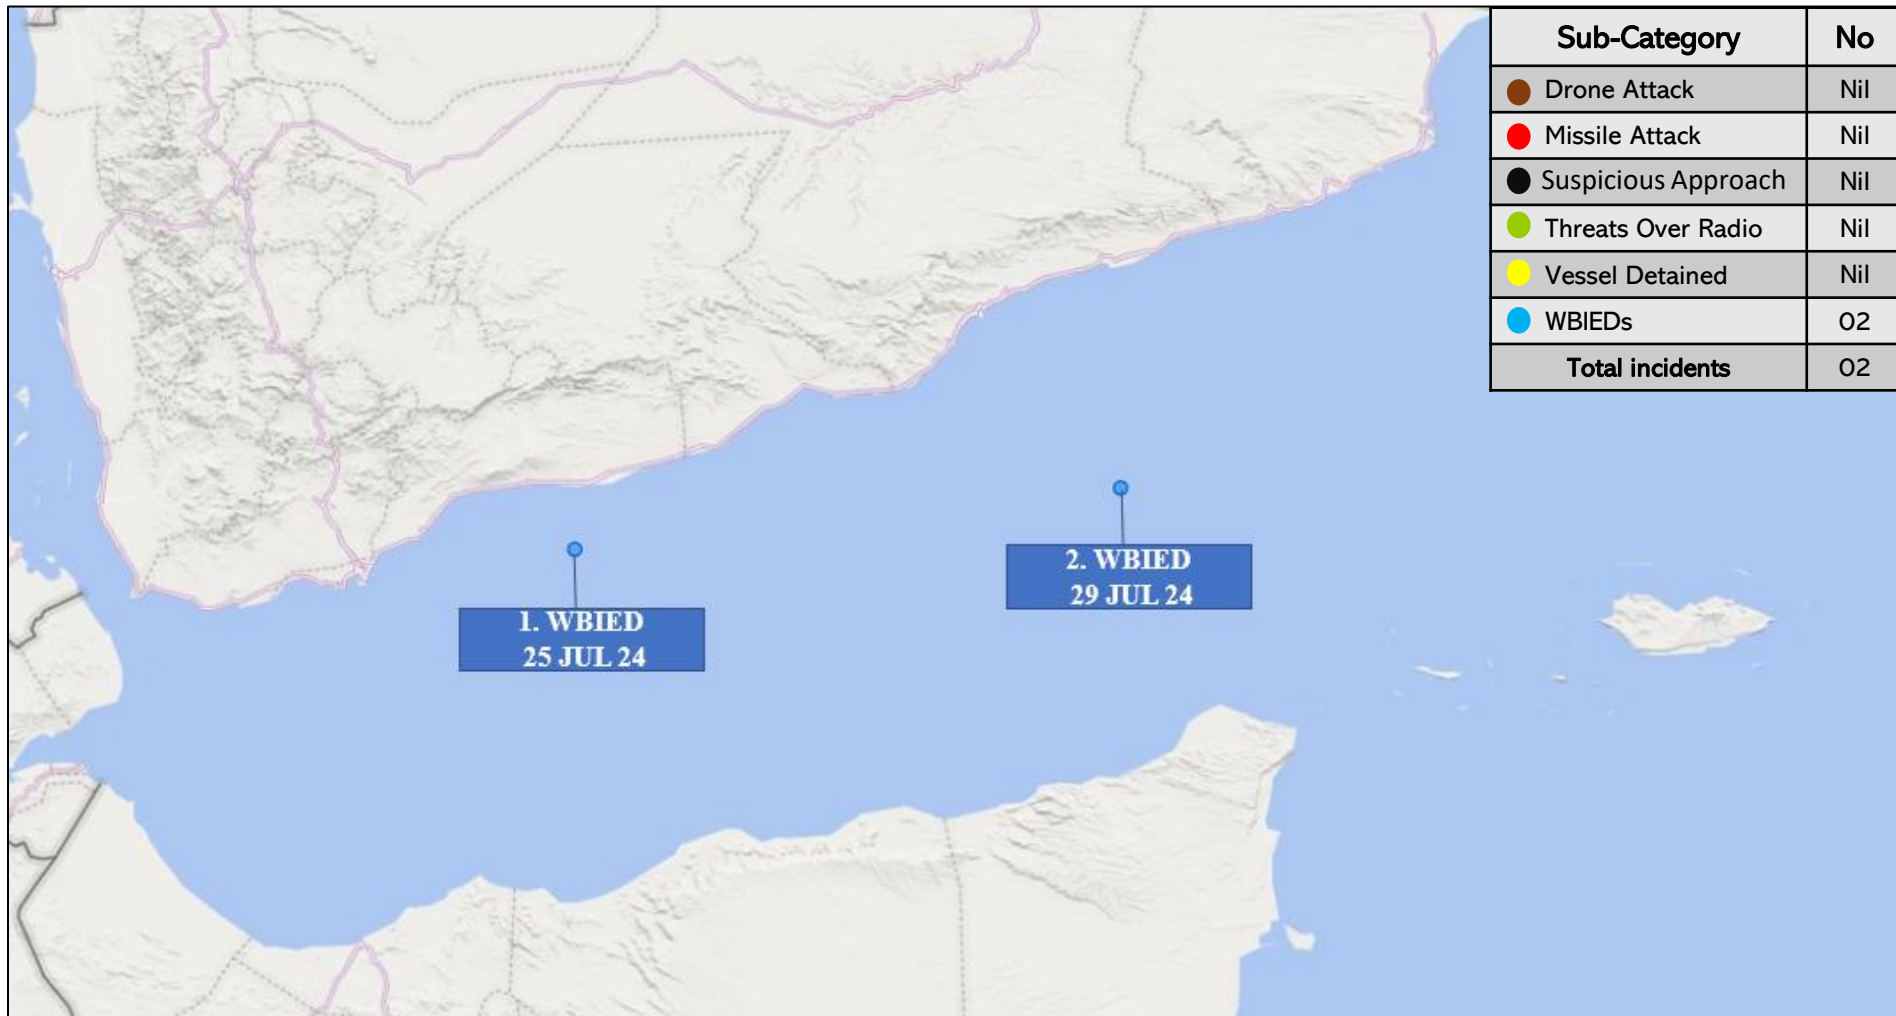 Sub-Category No
Drone Attack Nil
Missile Attack Nil
Suspicious Approach Nil
Threats Over Radio Nil
Vessel Detained Nil
WBIEDs 02
Total incidents 02
2. WBIED
29 JUL 24
1. WBIED
25 JUL 24